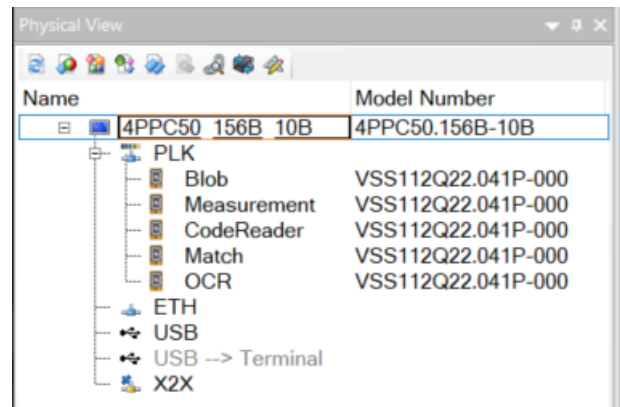 Physical View
Name Model Number
4PPC50_156B_10B 4PPC50.156B-10B
PLK
Blob VSS112Q22.041P-000
Measurement VSS112Q22.041P-000
CodeReader VSS112Q22.041P-000
Match VSS112Q22.041P-000
OCR VSS112Q22.041P-000
ETH
USB
USB --> Terminal
X2X